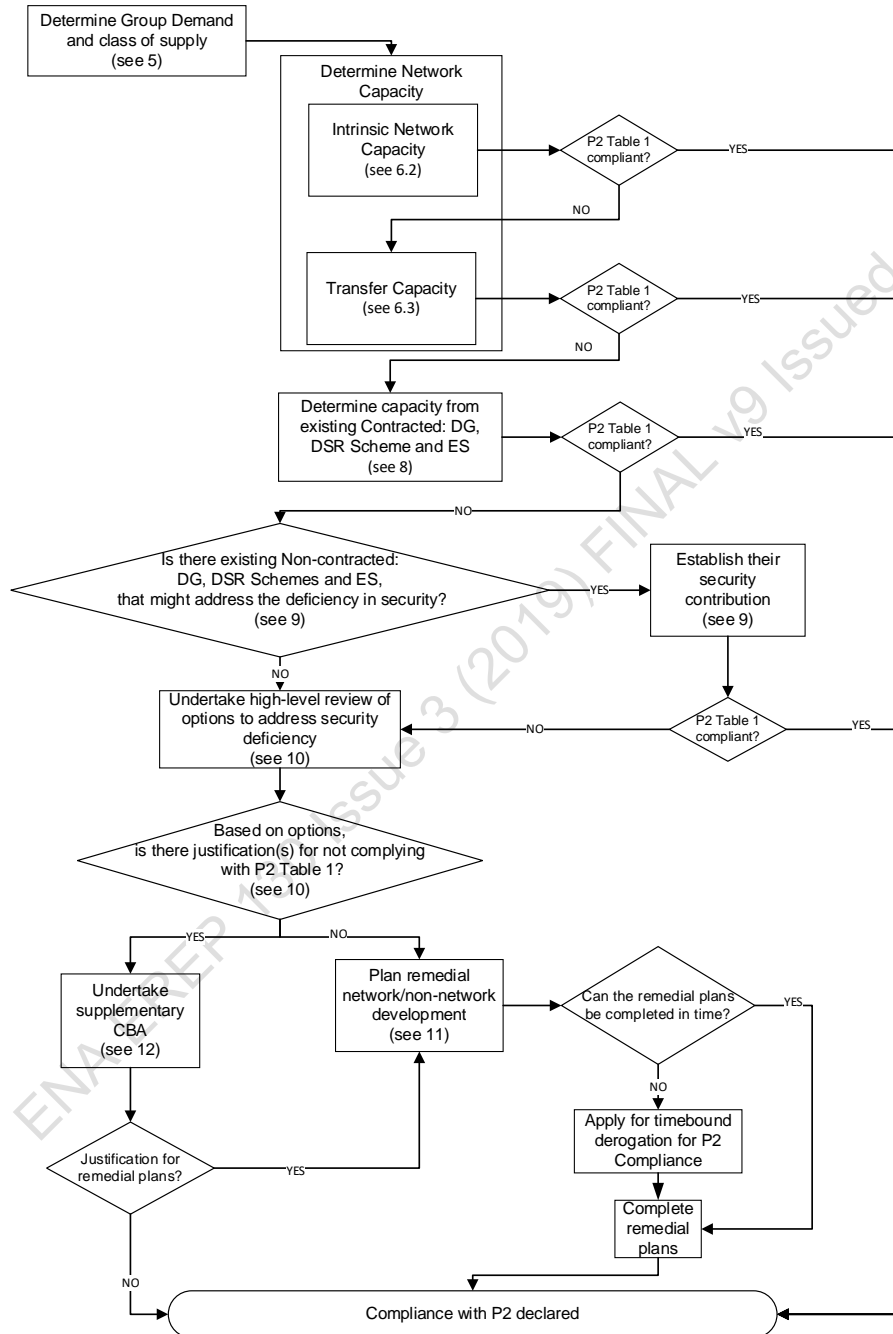 Determine Group Demand
and class of supply
(see 5)
Determine Network
Capacity
Intrinsic Network
Capacity
(see 6.2)
P2 Table 1
compliant?
YES
NO
Transfer Capacity
(see 6.3)
P2 Table 1
compliant?
YES
NO
Determine capacity from
existing Contracted: DG,
DSR Scheme and ES
(see 8)
P2 Table 1
compliant?
YES
NO
Is there existing Non-contracted:
DG, DSR Schemes and ES,
that might address the deficiency in security?
(see 9)
YES
Establish their
security
contribution
(see 9)
NO
Undertake high-level review of
options to address security
deficiency
(see 10)
NO
P2 Table 1
compliant?
YES
Based on options,
is there justification(s) for not complying
with P2 Table 1?
(see 10)
YES
NO
Undertake
supplementary
CBA
(see 12)
Plan remedial
network/non-network
development
(see 11)
Can the remedial plans
be completed in time?
YES
NO
Justification for
remedial plans?
YES
Apply for timebound
derogation for P2
Compliance
Complete
remedial
plans
NO
Compliance with P2 declared
ENA EREP 130 Issue 3 (2019) FINAL v9 Issued